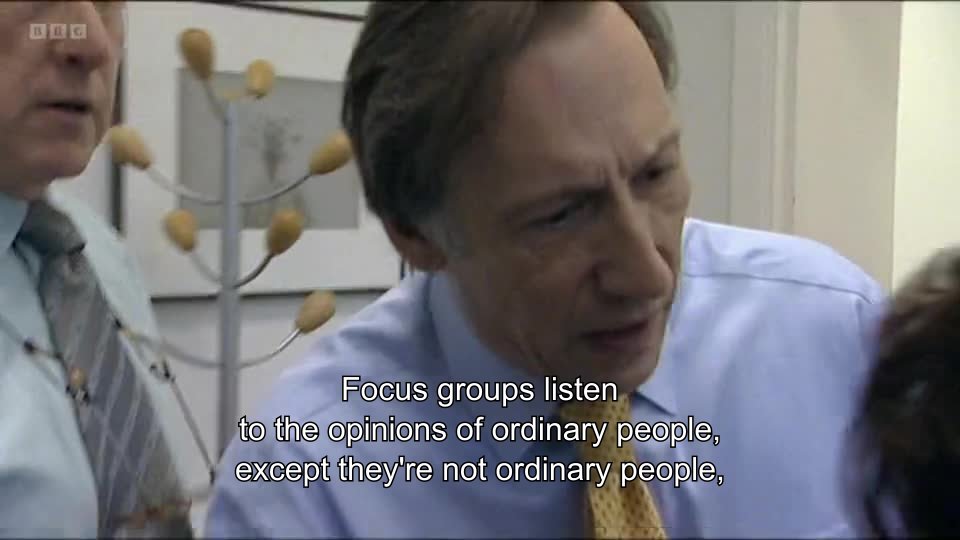 BBC
Focus groups listen
to the opinions of ordinary people,
except they're not ordinary people,